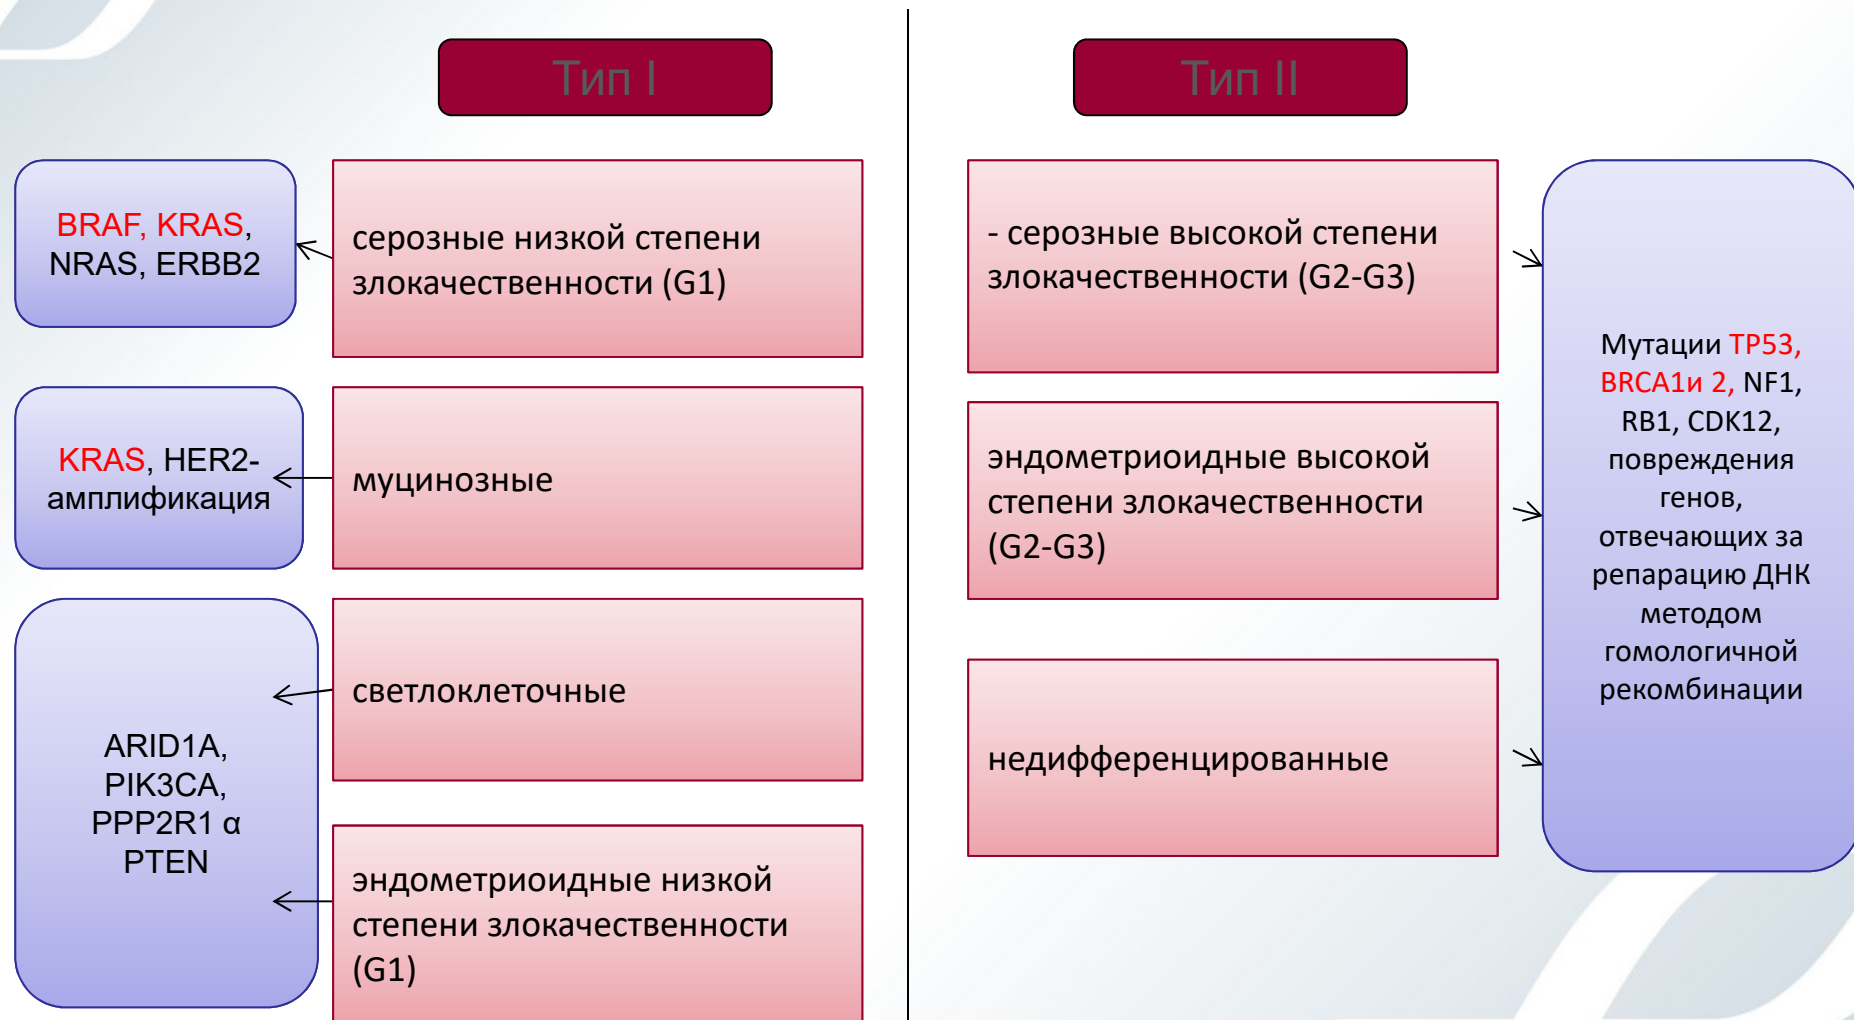 Тип I
BRAF, KRAS,
NRAS, ERBB2
серозные низкой степени
злокачественности (G1)
KRAS, HER2-
амплификация
муцинозные
светлоклеточные
ARID1A,
PIK3CA,
PPP2R1 α
PTEN
эндометриоидные низкой
степени злокачественности
(G1)
Тип II
- серозные высокой степени
злокачественности (G2-G3)
эндометриоидные высокой
степени злокачественности
(G2-G3)
недифференцированные
Мутации TP53,
BRCA1и 2, NF1,
RB1, CDK12,
повреждения
генов,
отвечающих за
репарацию ДНК
методом
гомологичной
рекомбинации